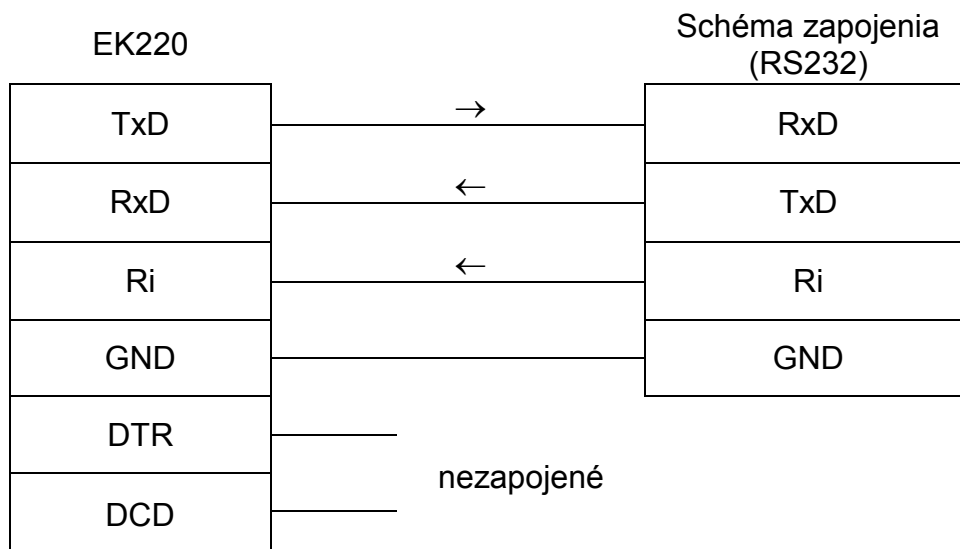 EK220
Schéma zapojenia
(RS232)
TxD
→
RxD
RxD
←
TxD
Ri
←
Ri
GND
GND
DTR
nezapojené
DCD